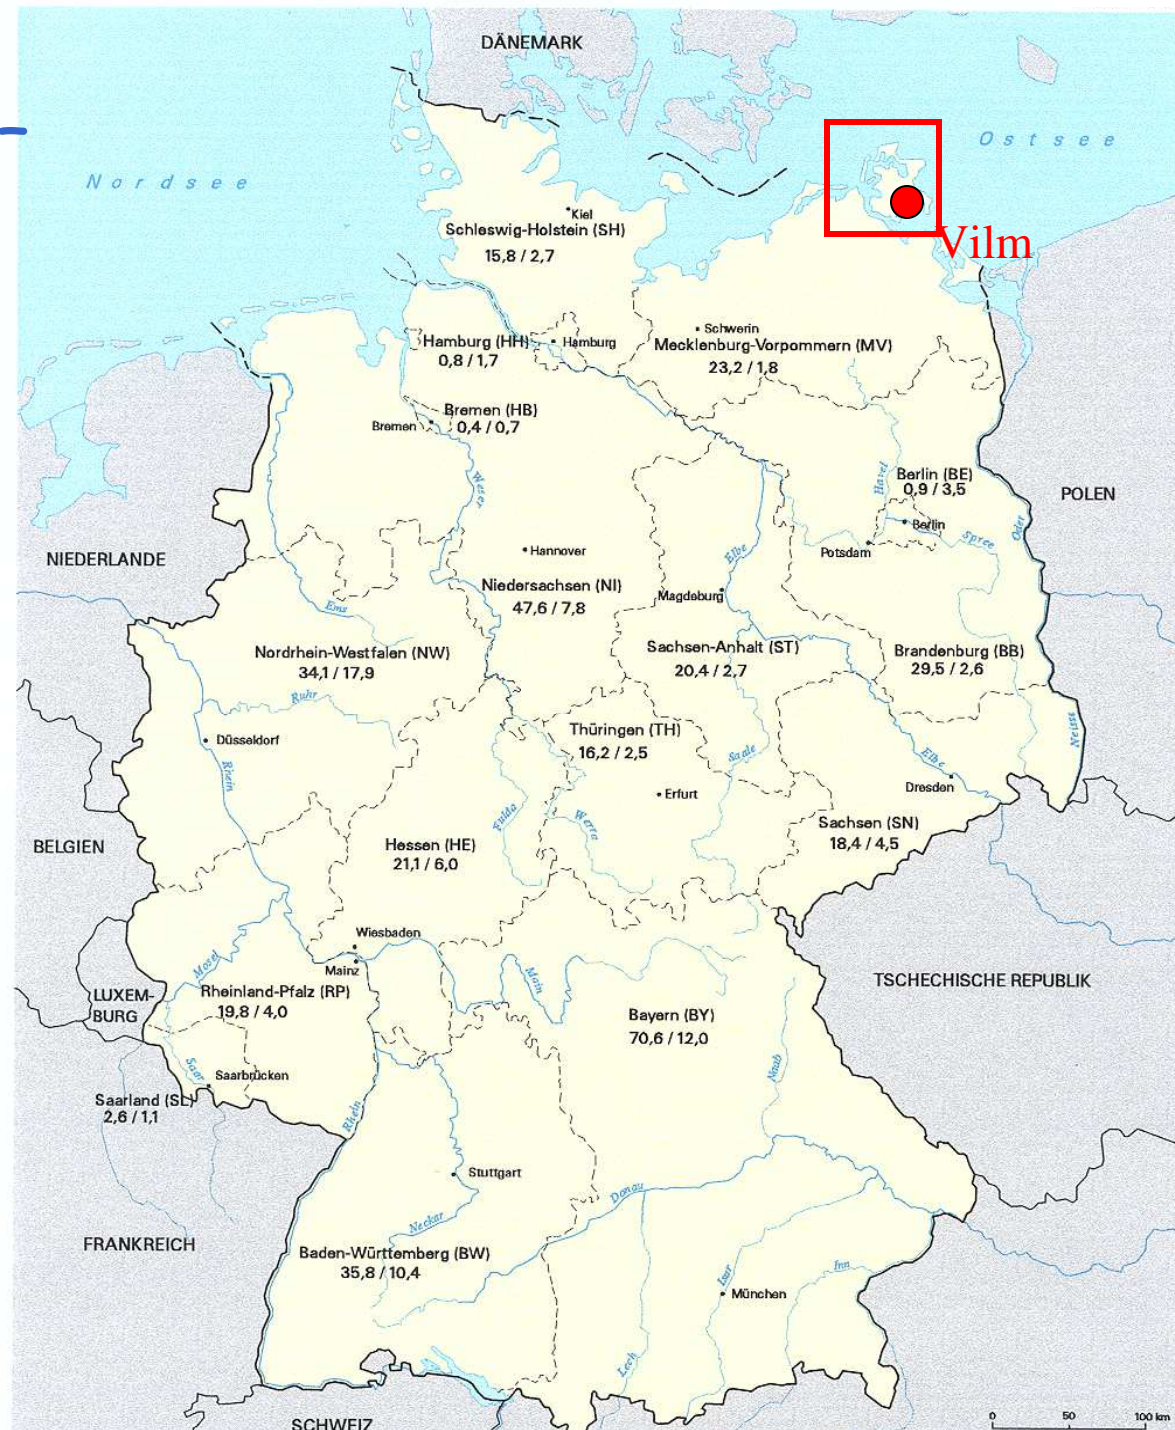 DÄNEMARK
Ostsee
Nordsee
Kiel
Schleswig-Holstein (SH)
15,8 / 2,7
Vilm
Schwerin
Mecklenburg-Vorpommern (MV)
23,2 / 1,8
Hamburg (HH)
0,8 / 1,7
Hamburg
Bremen (HB)
0,4 / 0,7
Bremen
Weser
Havel
Berlin (BE)
0,9 / 3,5
Berlin
POLEN
Oder
Spree
Potsdam
NIEDERLANDE
Hannover
Elbe
Niedersachsen (NI)
47,6 / 7,8
Magdeburg
Ems
Nordrhein-Westfalen (NW)
34,1 / 17,9
Sachsen-Anhalt (ST)
20,4 / 2,7
Brandenburg (BB)
29,5 / 2,6
Ruhr
Neisse
Düsseldorf
Rhein
Thüringen (TH)
16,2 / 2,5
Saale
Elbe
Dresden
Erfurt
Fulda
Werra
Sachsen (SN)
18,4 / 4,5
BELGIEN
Hessen (HE)
21,1 / 6,0
Wiesbaden
Mainz
Mosel
Main
LUXEM-
BURG
Rheinland-Pfalz (RP)
19,8 / 4,0
TSCHECHISCHE REPUBLIK
Bayern (BY)
70,6 / 12,0
Naab
Saar
Saarbrücken
Saarland (SL)
2,6 / 1,1
Rhein
Stuttgart
Donau
Neckar
FRANKREICH
Baden-Württemberg (BW)
35,8 / 10,4
Isar
Inn
München
Lech
SCHWEIZ
0 50 100 km